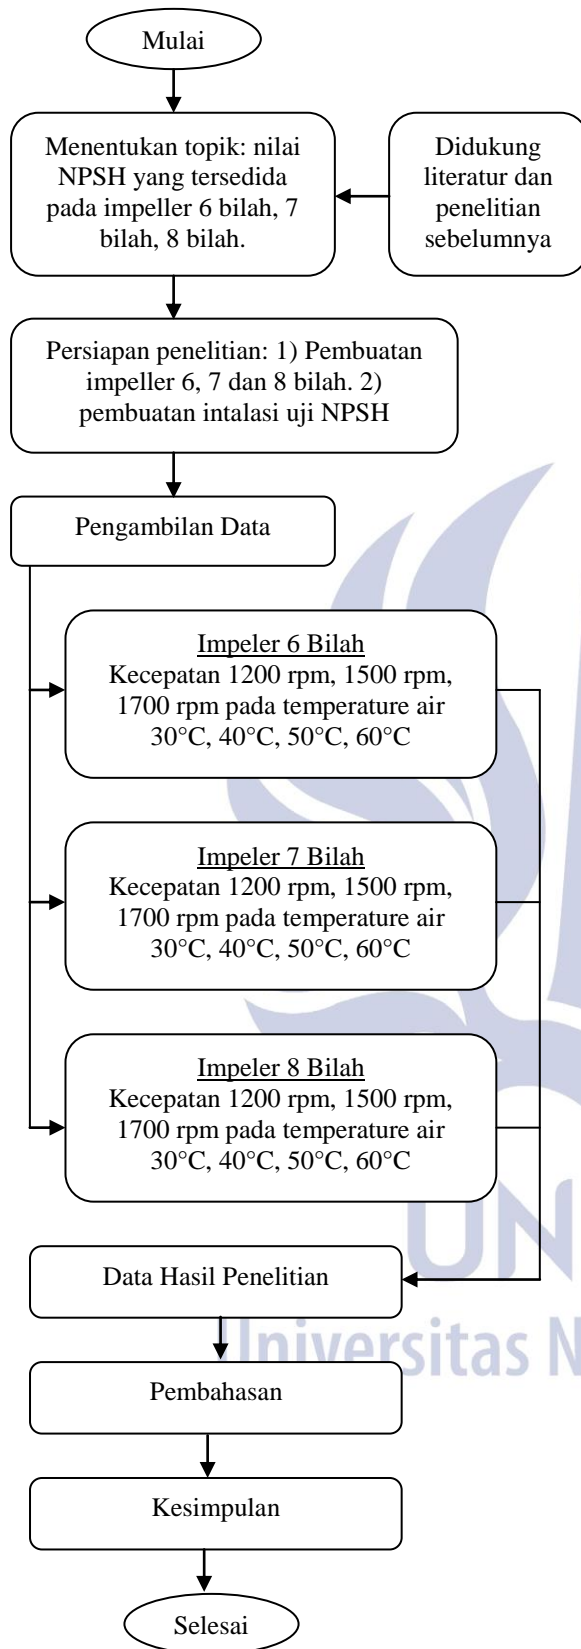 Mulai
Menentukan topik: nilai
NPSH yang tersedida
pada impeller 6 bilah, 7
bilah, 8 bilah.
Didukung
literatur dan
penelitian
sebelumnya
Persiapan penelitian: 1) Pembuatan
impeller 6, 7 dan 8 bilah. 2)
pembuatan intalasi uji NPSH
Pengambilan Data
Impeler 6 Bilah
Kecepatan 1200 rpm, 1500 rpm,
1700 rpm pada temperature air
30°C, 40°C, 50°C, 60°C
Impeler 7 Bilah
Kecepatan 1200 rpm, 1500 rpm,
1700 rpm pada temperature air
30°C, 40°C, 50°C, 60°C
Impeler 8 Bilah
Kecepatan 1200 rpm, 1500 rpm,
1700 rpm pada temperature air
30°C, 40°C, 50°C, 60°C
UN
Data Hasil Penelitian
Universitas N
Pembahasan
Kesimpulan
Selesai